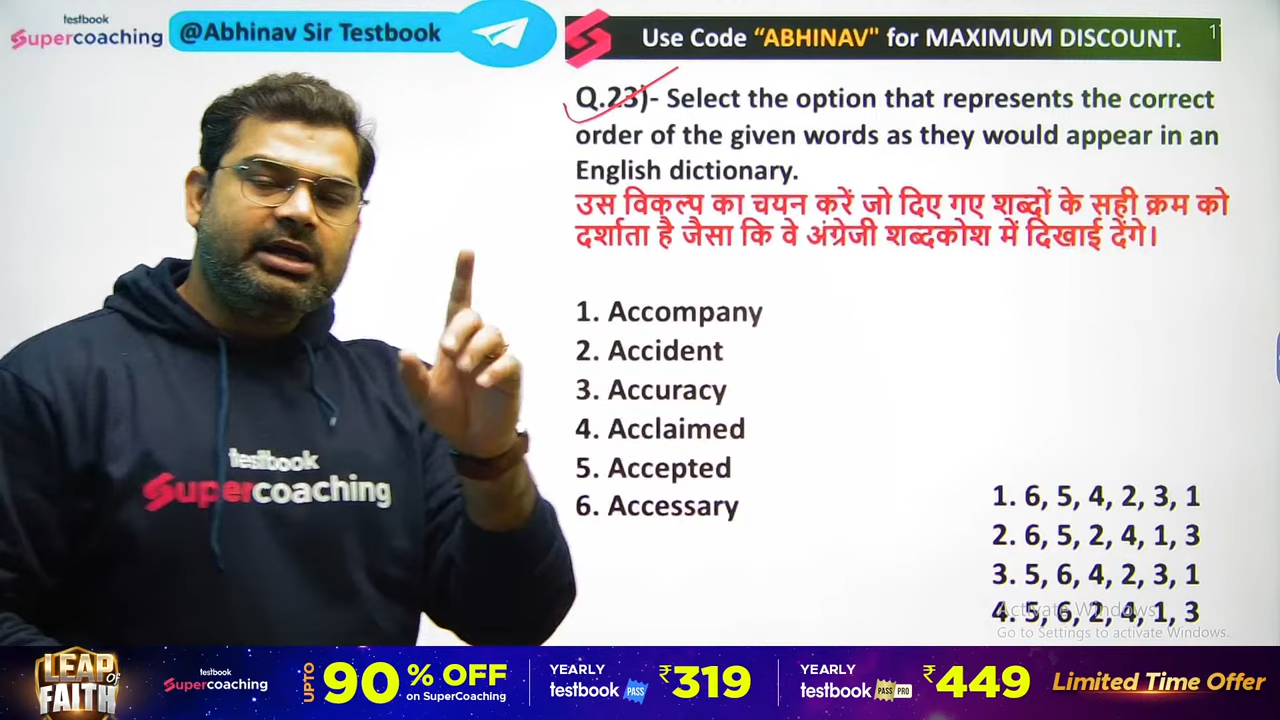 testbook
Supercoaching
@Abhinav Sir Testbook
Use Code “ABHINAV" for MAXIMUM DISCOUNT.
Q.23)- Select the option that represents the correct
order of the given words as they would appear in an
English dictionary.
उस विकल्प का चयन करें जो दिए गए शब्दों के सही क्रम को
दर्शाता है जैसा कि वे अंग्रेजी शब्दकोश में दिखाई देंगे।
1. Accompany
2. Accident
3. Accuracy
4. Acclaimed
5. Accepted
6. Accessary
1. 6, 5, 4, 2, 3, 1
2. 6, 5, 2, 4, 1, 3
3. 5, 6, 4, 2, 3, 1
4. 5, 6, 2, 4, 1, 3
Activate Windows
Go to Settings to activate Windows.
testbook
Supercoaching
LEAP OF
FAITH
testbook
Supercoaching
UPTO 90 % OFF
on SuperCoaching
YEARLY
testbook PASS
₹319
YEARLY
testbook PASS PRO
₹449
Limited Time Offer